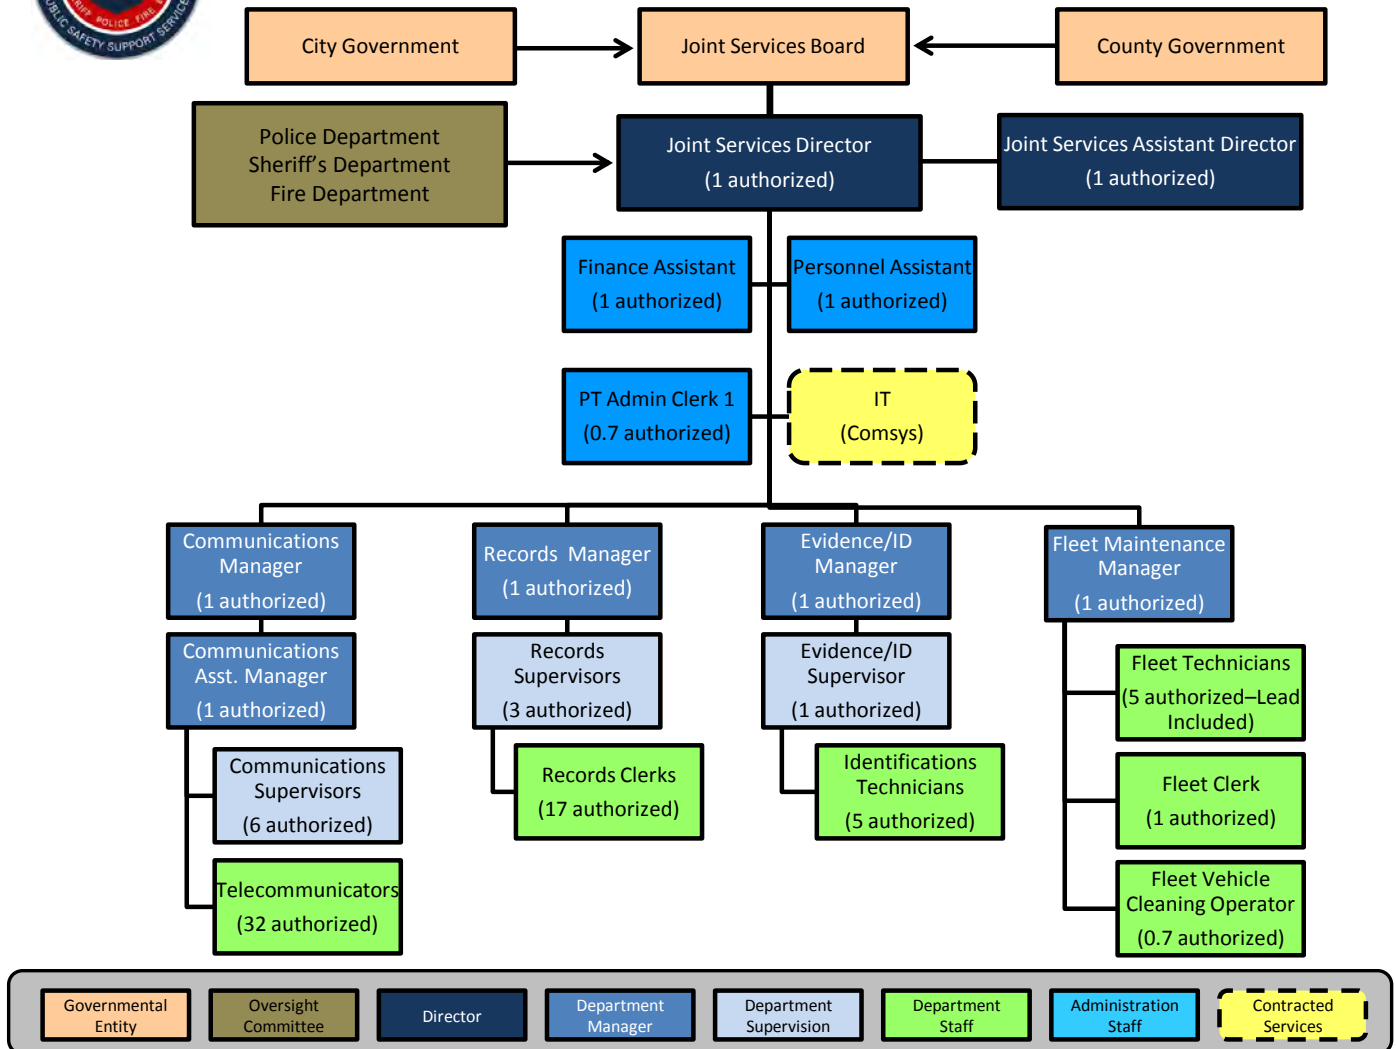 POLICE FIRE
PUBLIC SAFETY SUPPORT SERVICE
City Government
Joint Services Board
County Government
Police Department
Sheriff’s Department
Fire Department
Joint Services Director
(1 authorized)
Joint Services Assistant Director
(1 authorized)
Finance Assistant
(1 authorized)
Personnel Assistant
(1 authorized)
PT Admin Clerk 1
(0.7 authorized)
IT
(Comsys)
Communications
Manager
(1 authorized)
Records Manager
(1 authorized)
Evidence/ID
Manager
(1 authorized)
Fleet Maintenance
Manager
(1 authorized)
Communications
Asst. Manager
(1 authorized)
Records
Supervisors
(3 authorized)
Evidence/ID
Supervisor
(1 authorized)
Fleet Technicians
(5 authorized–Lead
Included)
Communications
Supervisors
(6 authorized)
Records Clerks
(17 authorized)
Identifications
Technicians
(5 authorized)
Fleet Clerk
(1 authorized)
Telecommunicators
(32 authorized)
Fleet Vehicle
Cleaning Operator
(0.7 authorized)
Governmental
Entity
Oversight
Committee
Director
Department
Manager
Department
Supervision
Department
Staff
Administration
Staff
Contracted
Services